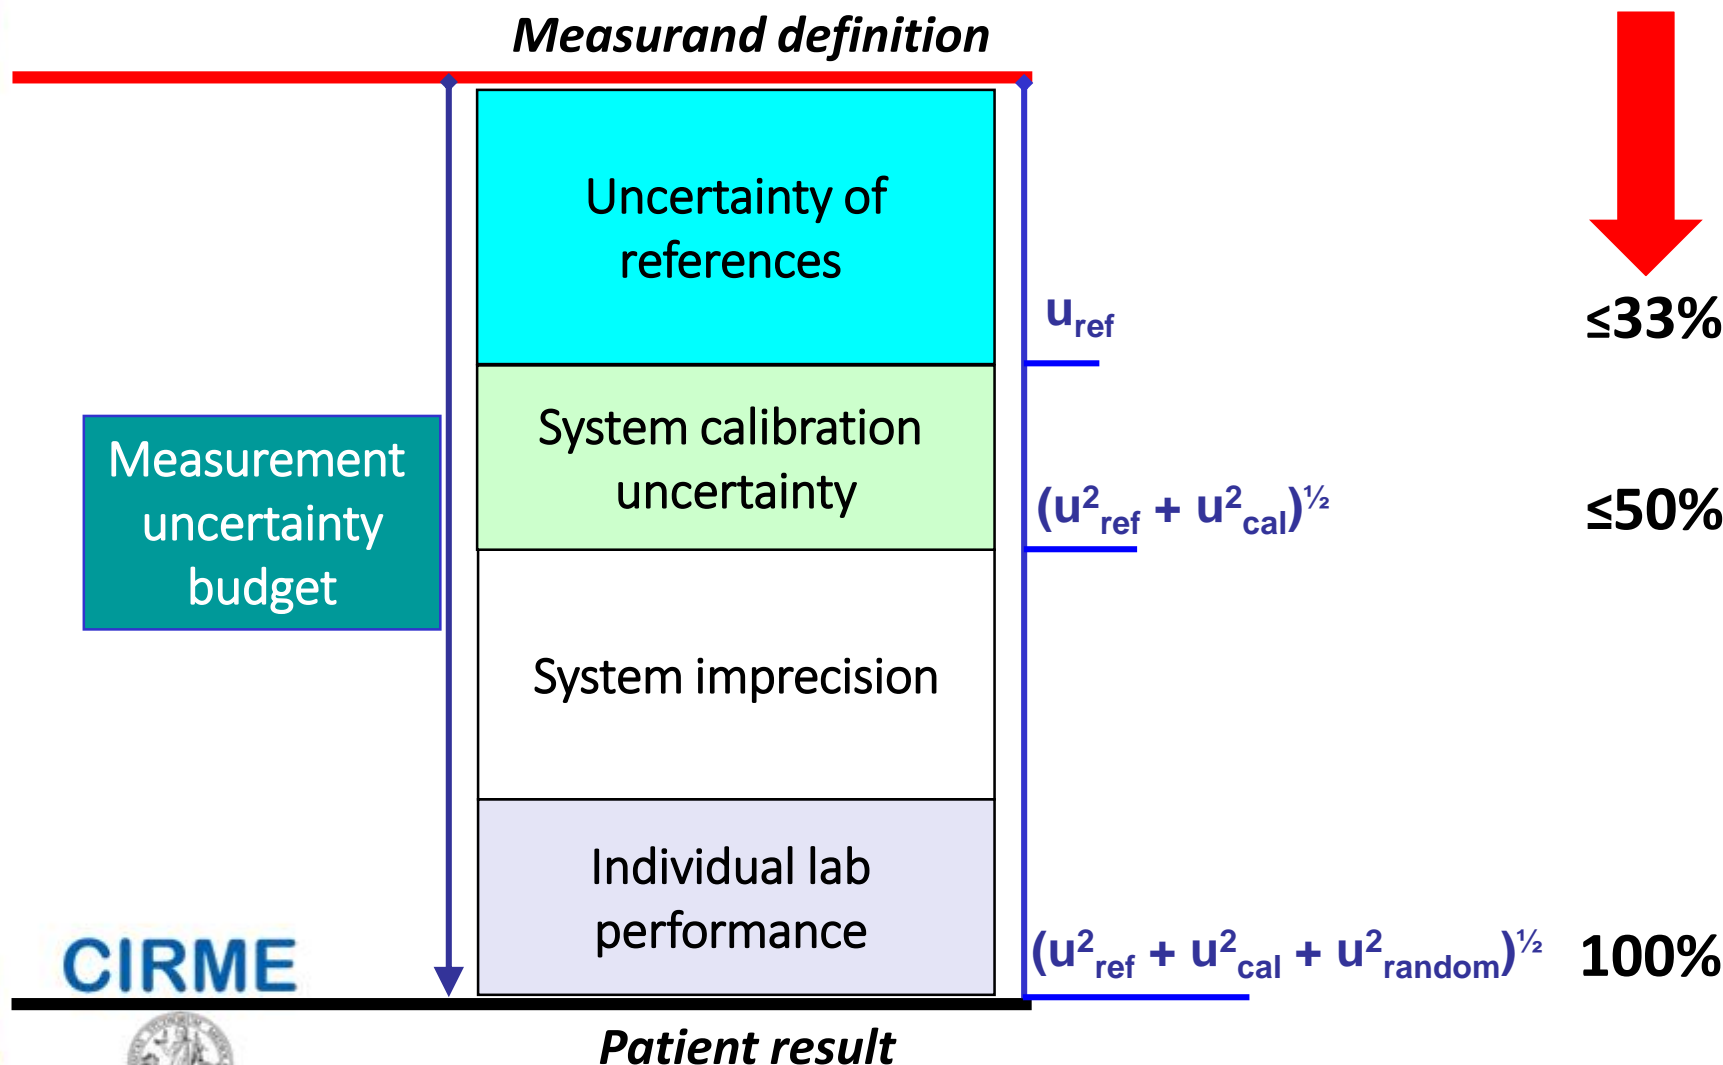 Measurand definition
Uncertainty of
references
u_ref
≤33%
System calibration
uncertainty
(u²_ref + u²_cal)^½
≤50%
Measurement
uncertainty
budget
System imprecision
Individual lab
performance
(u²_ref + u²_cal + u²_random)^½
100%
CIRME
Patient result